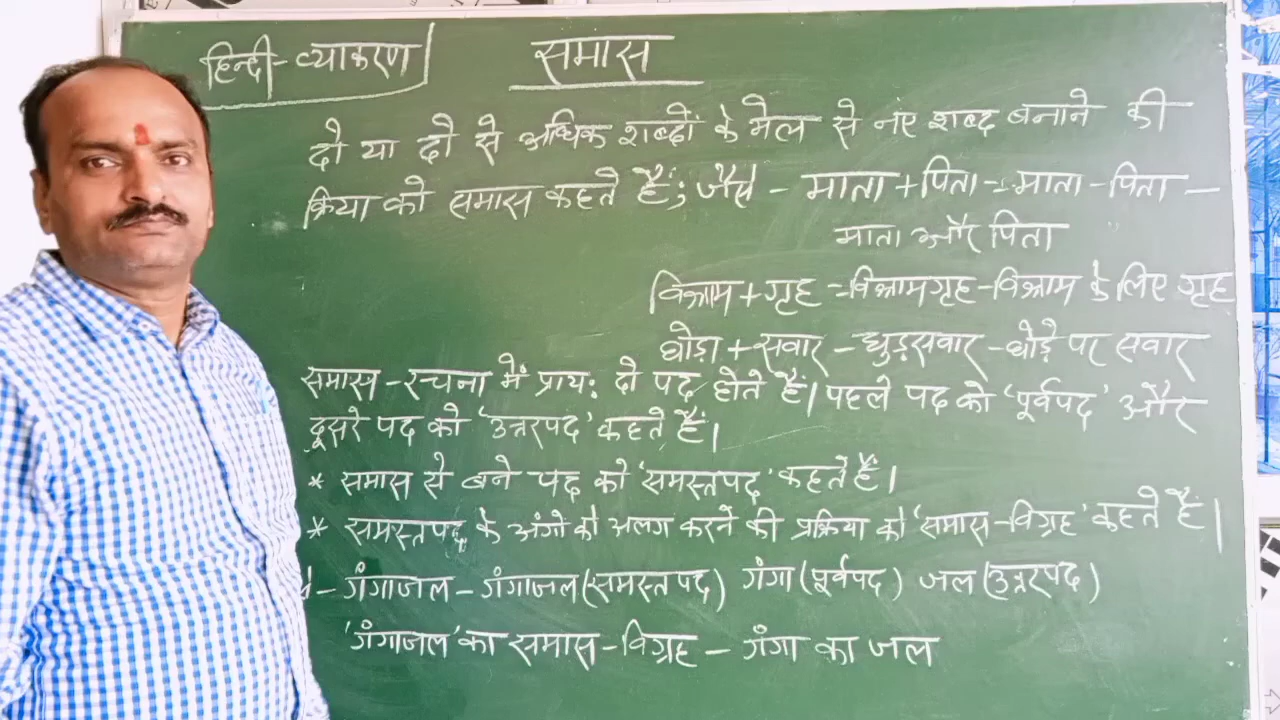 हिन्दी-व्याकरण
समास
दो या दो से अधिक शब्दों के मेल से नए शब्द बनाने की
क्रिया को समास कहते हैं; जैसे - माता + पिता - माता - पिता -
माता और पिता
विश्राम + गृह = विश्रामगृह - विश्राम के लिए गृह
घोड़ा + सवार - घुड़सवार - घोड़े पर सवार
समास - रचना में प्राय: दो पद होते हैं। पहले पद को 'पूर्वपद' और
दूसरे पद को 'उत्तरपद' कहते हैं।
* समास से बने पद को 'समस्तपद' कहते हैं।
* समस्तपद के अंगो को अलग करने की प्रक्रिया को 'समास-विग्रह' कहते हैं।
- गंगाजल - गंगाजल (समस्तपद) गंगा (पूर्वपद) जल (उत्तरपद)
'गंगाजल' का समास-विग्रह - गंगा का जल